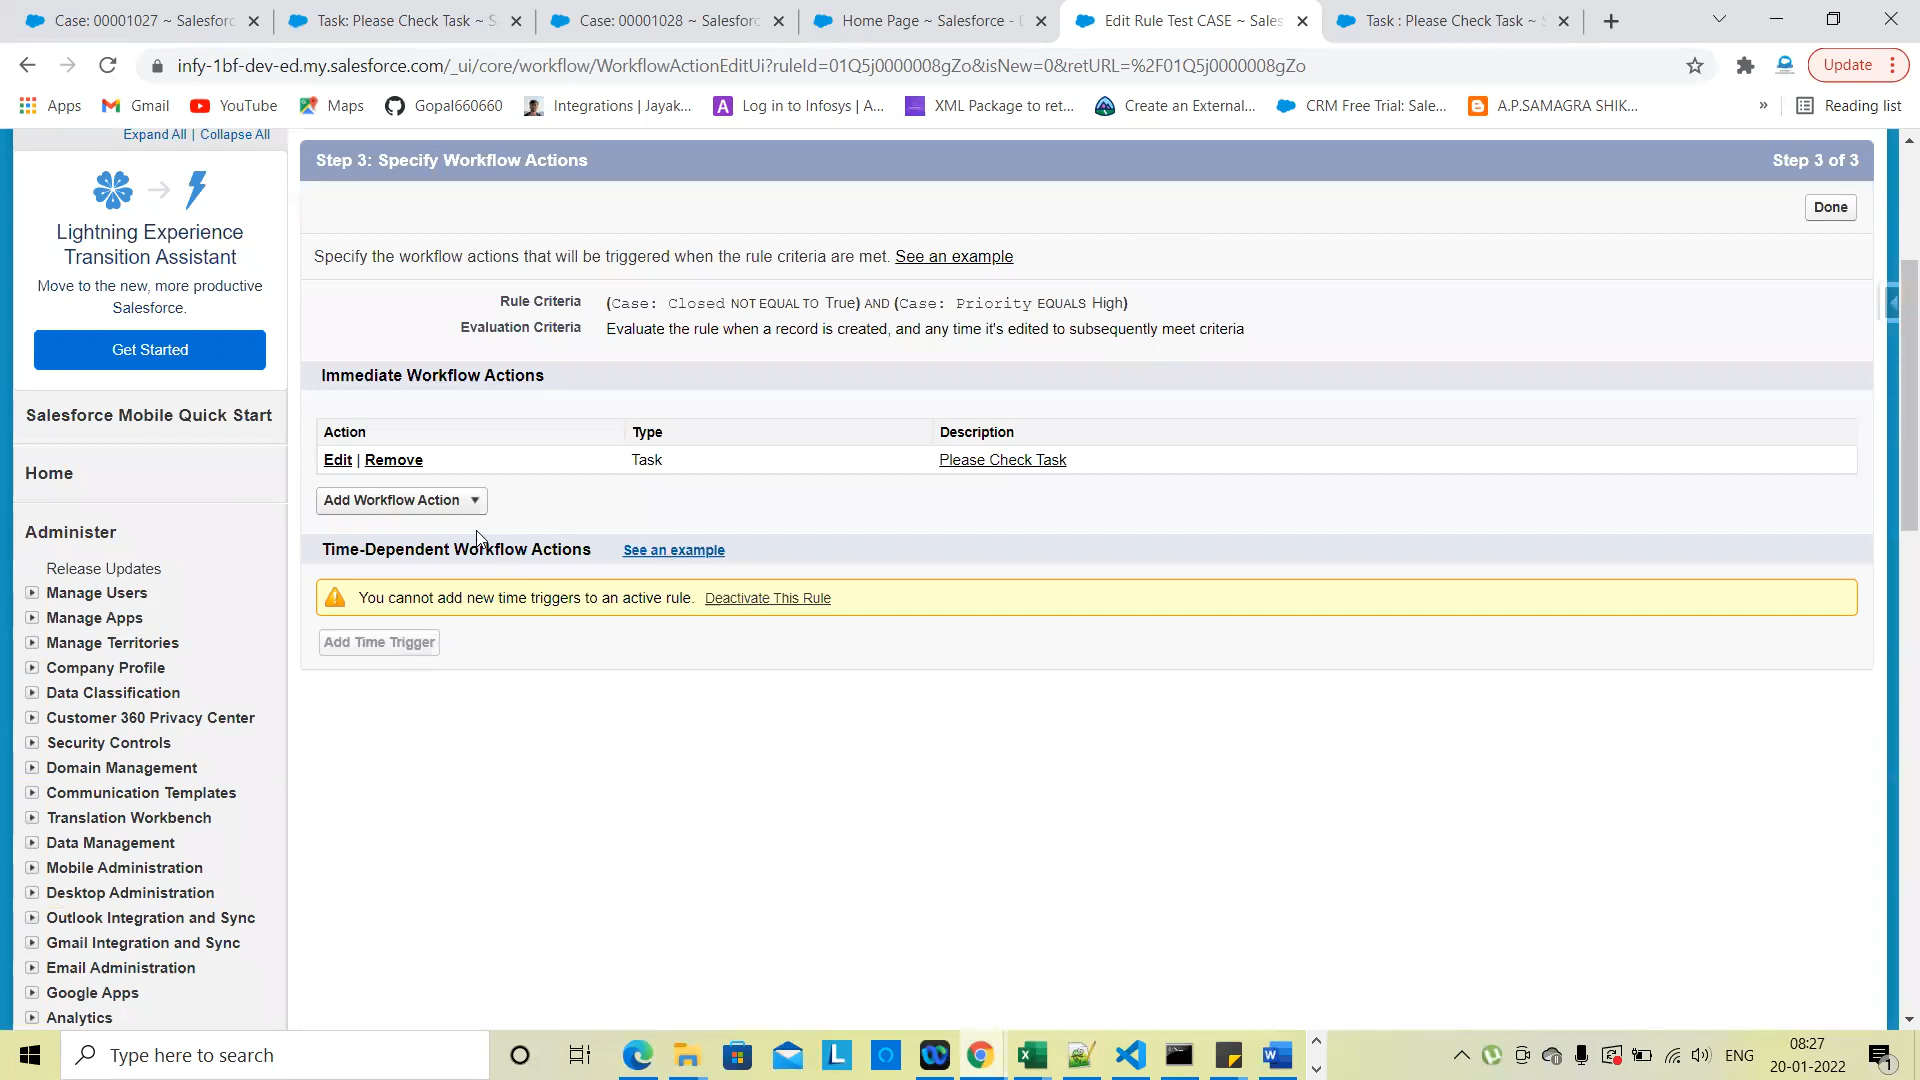 Case: 00001027 ~ Salesforc
Task: Please Check Task ~ S
Case: 00001028 ~ Salesforc
Home Page ~ Salesforce - D
Edit Rule Test CASE ~ Sales
Task : Please Check Task ~ S
infy-1bf-dev-ed.my.salesforce.com/_ui/core/workflow/WorkflowActionEditUi?ruleId=01Q5j0000008gZo&isNew=0&retURL=%2F01Q5j0000008gZo
Update
Apps
Gmail
YouTube
Maps
Gopal660660
Integrations | Jayak...
Log in to Infosys | A...
XML Package to ret...
Create an External...
CRM Free Trial: Sale...
A.P.SAMAGRA SHIK...
»
Reading list
Expand All | Collapse All
Lightning Experience
Transition Assistant
Move to the new, more productive
Salesforce.
Get Started
Salesforce Mobile Quick Start
Home
Administer
Release Updates
Manage Users
Manage Apps
Manage Territories
Company Profile
Data Classification
Customer 360 Privacy Center
Security Controls
Domain Management
Communication Templates
Translation Workbench
Data Management
Mobile Administration
Desktop Administration
Outlook Integration and Sync
Gmail Integration and Sync
Email Administration
Google Apps
Analytics
Step 3: Specify Workflow Actions
Step 3 of 3
Done
Specify the workflow actions that will be triggered when the rule criteria are met. See an example
Rule Criteria (Case: Closed NOT EQUAL TO True) AND (Case: Priority EQUALS High)
Evaluation Criteria Evaluate the rule when a record is created, and any time it's edited to subsequently meet criteria
Immediate Workflow Actions
Action Type Description
Edit | Remove Task Please Check Task
Add Workflow Action
Time-Dependent Workflow Actions See an example
You cannot add new time triggers to an active rule. Deactivate This Rule
Add Time Trigger
Type here to search
ENG
08:27
20-01-2022
1